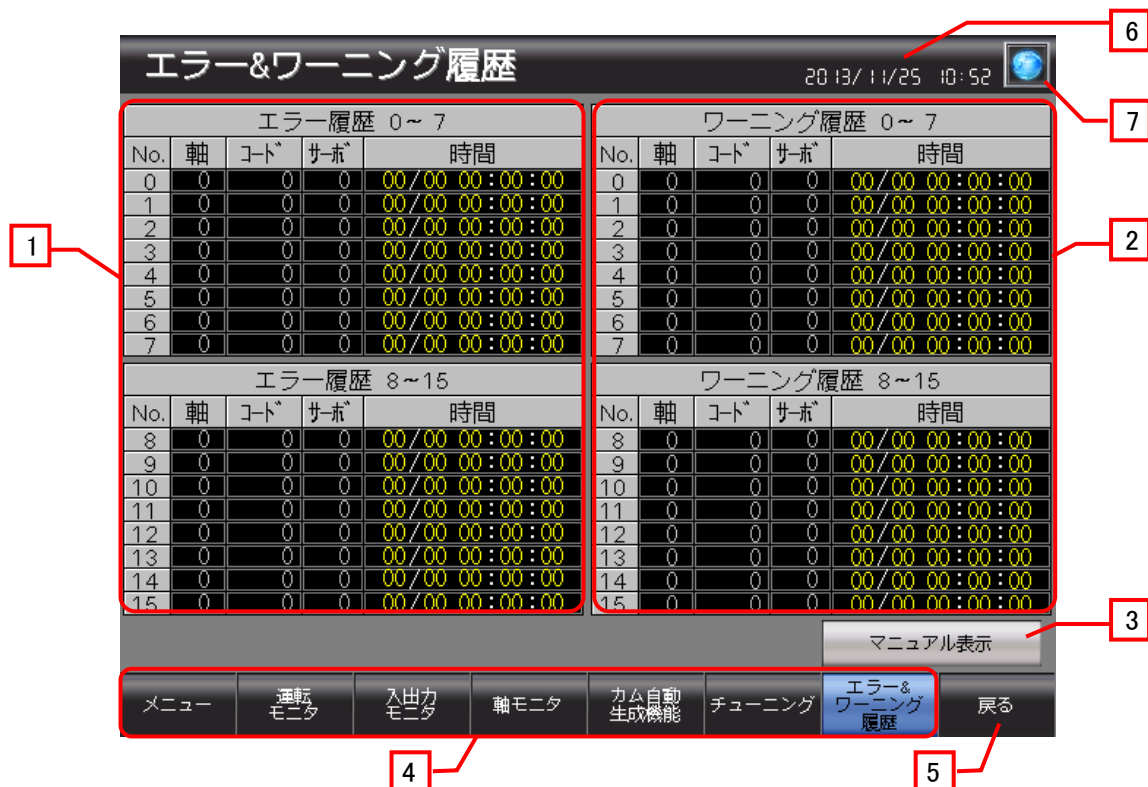 6
エラー&ワーニング履歴
2013/11/25 10:52
7
エラー履歴 0~ 7
No. 軸 コード サーボ 時間
0 0 0 0 00/00 00:00:00
1 0 0 0 00/00 00:00:00
2 0 0 0 00/00 00:00:00
3 0 0 0 00/00 00:00:00
4 0 0 0 00/00 00:00:00
5 0 0 0 00/00 00:00:00
6 0 0 0 00/00 00:00:00
7 0 0 0 00/00 00:00:00
ワーニング履歴 0~ 7
No. 軸 コード サーボ 時間
0 0 0 0 00/00 00:00:00
1 0 0 0 00/00 00:00:00
2 0 0 0 00/00 00:00:00
3 0 0 0 00/00 00:00:00
4 0 0 0 00/00 00:00:00
5 0 0 0 00/00 00:00:00
6 0 0 0 00/00 00:00:00
7 0 0 0 00/00 00:00:00
1
2
エラー履歴 8~15
No. 軸 コード サーボ 時間
8 0 0 0 00/00 00:00:00
9 0 0 0 00/00 00:00:00
10 0 0 0 00/00 00:00:00
11 0 0 0 00/00 00:00:00
12 0 0 0 00/00 00:00:00
13 0 0 0 00/00 00:00:00
14 0 0 0 00/00 00:00:00
15 0 0 0 00/00 00:00:00
ワーニング履歴 8~15
No. 軸 コード サーボ 時間
8 0 0 0 00/00 00:00:00
9 0 0 0 00/00 00:00:00
10 0 0 0 00/00 00:00:00
11 0 0 0 00/00 00:00:00
12 0 0 0 00/00 00:00:00
13 0 0 0 00/00 00:00:00
14 0 0 0 00/00 00:00:00
15 0 0 0 00/00 00:00:00
マニュアル表示
3
メニュー
運転
モニタ
入出力
モニタ
軸モニタ
カム自動
生成機能
チューニング
エラー&
ワーニング
履歴
戻る
4
5